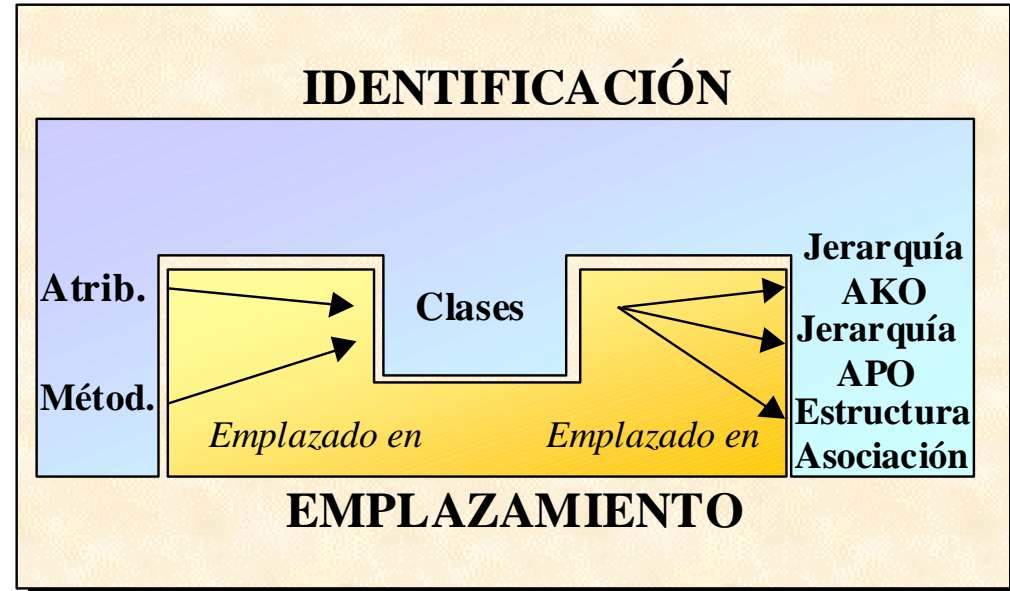 IDENTIFICACIÓN
Atrib.
Métod.
Clases
Jerarquía
AKO
Jerarquía
APO
Estructura
Asociación
Emplazado en
Emplazado en
EMPLAZAMIENTO